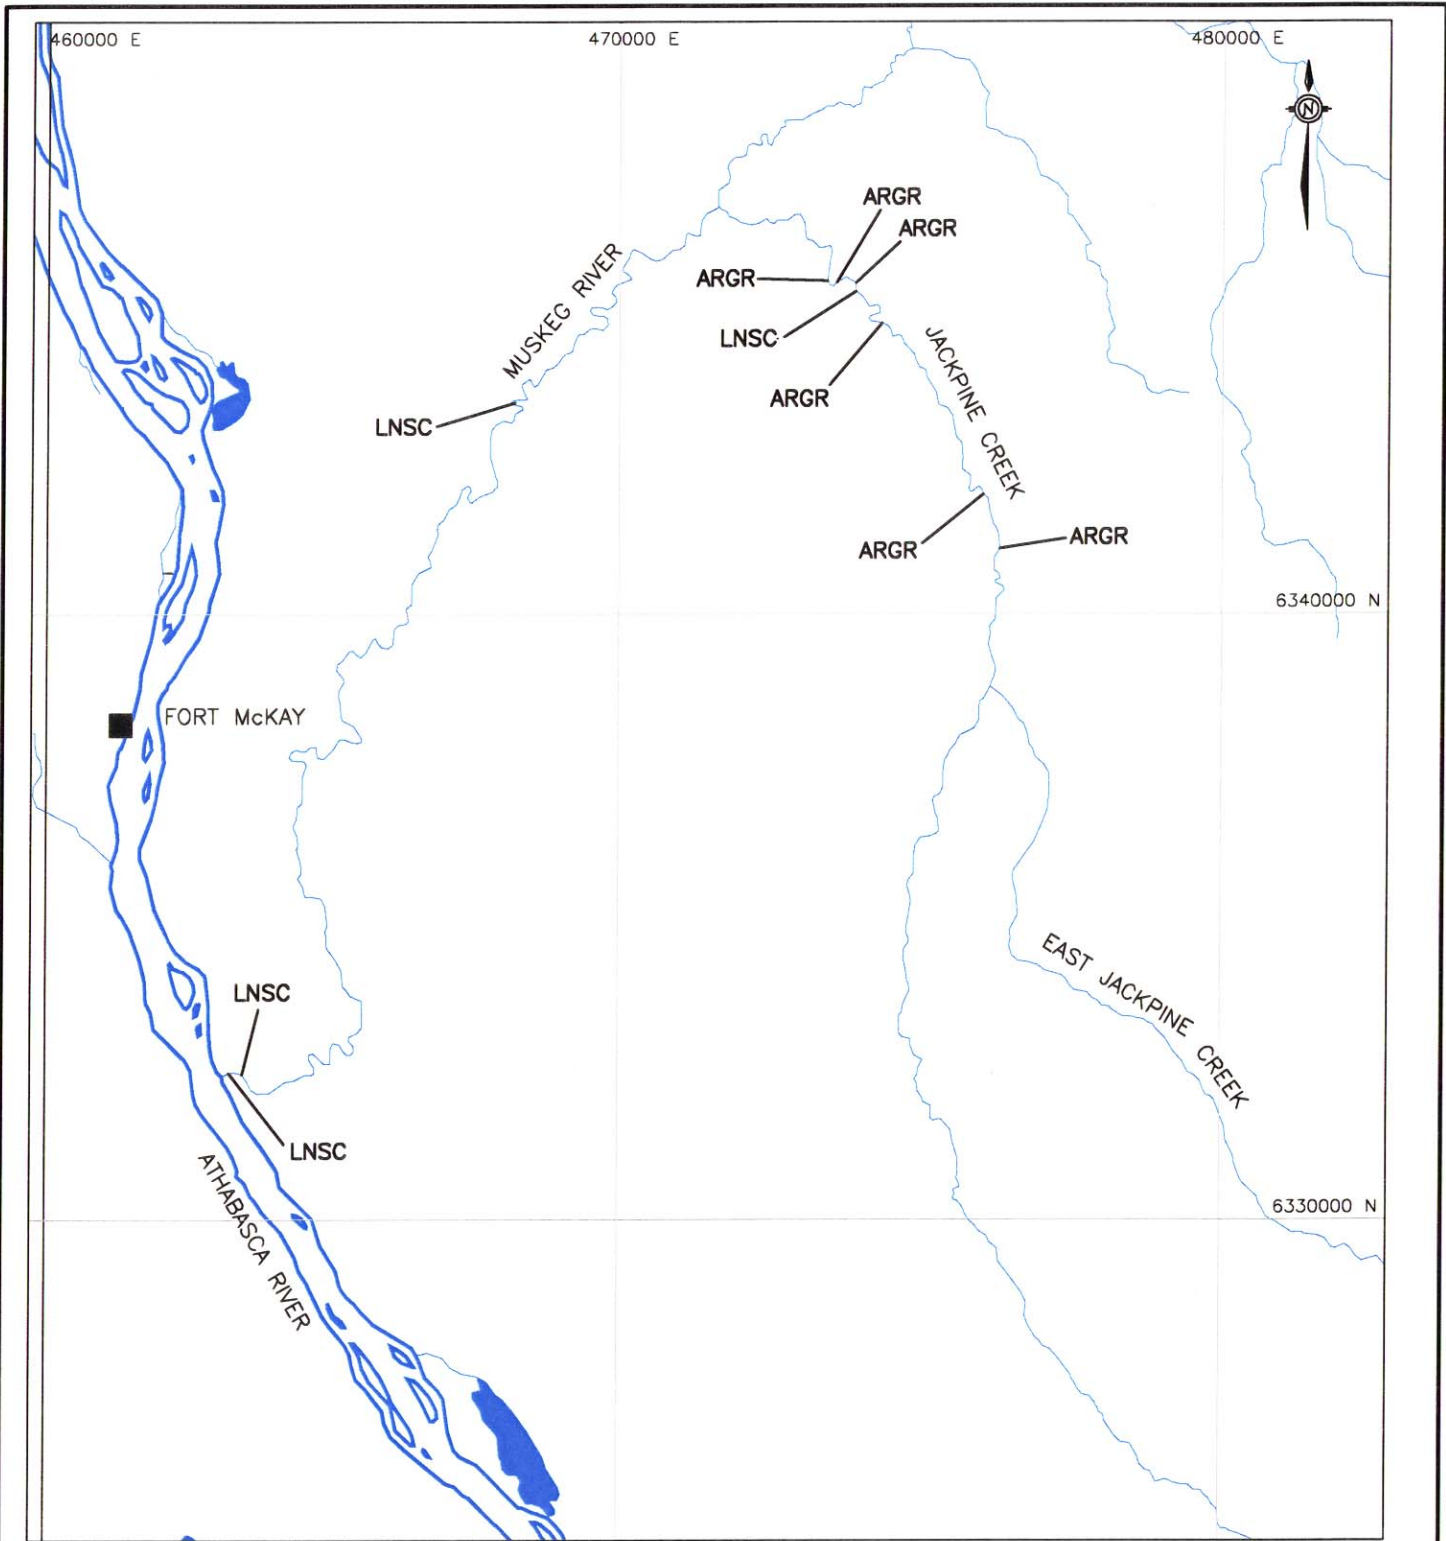 460000 E
470000 E
480000 E
N
ARGR
ARGR
MUSKEG RIVER
ARGR
LNSC
JACKPINE CREEK
ARGR
LNSC
ARGR
ARGR
6340000 N
FORT McKAY
EAST JACKPINE CREEK
LNSC
LNSC
ATHABASCA RIVER
6330000 N